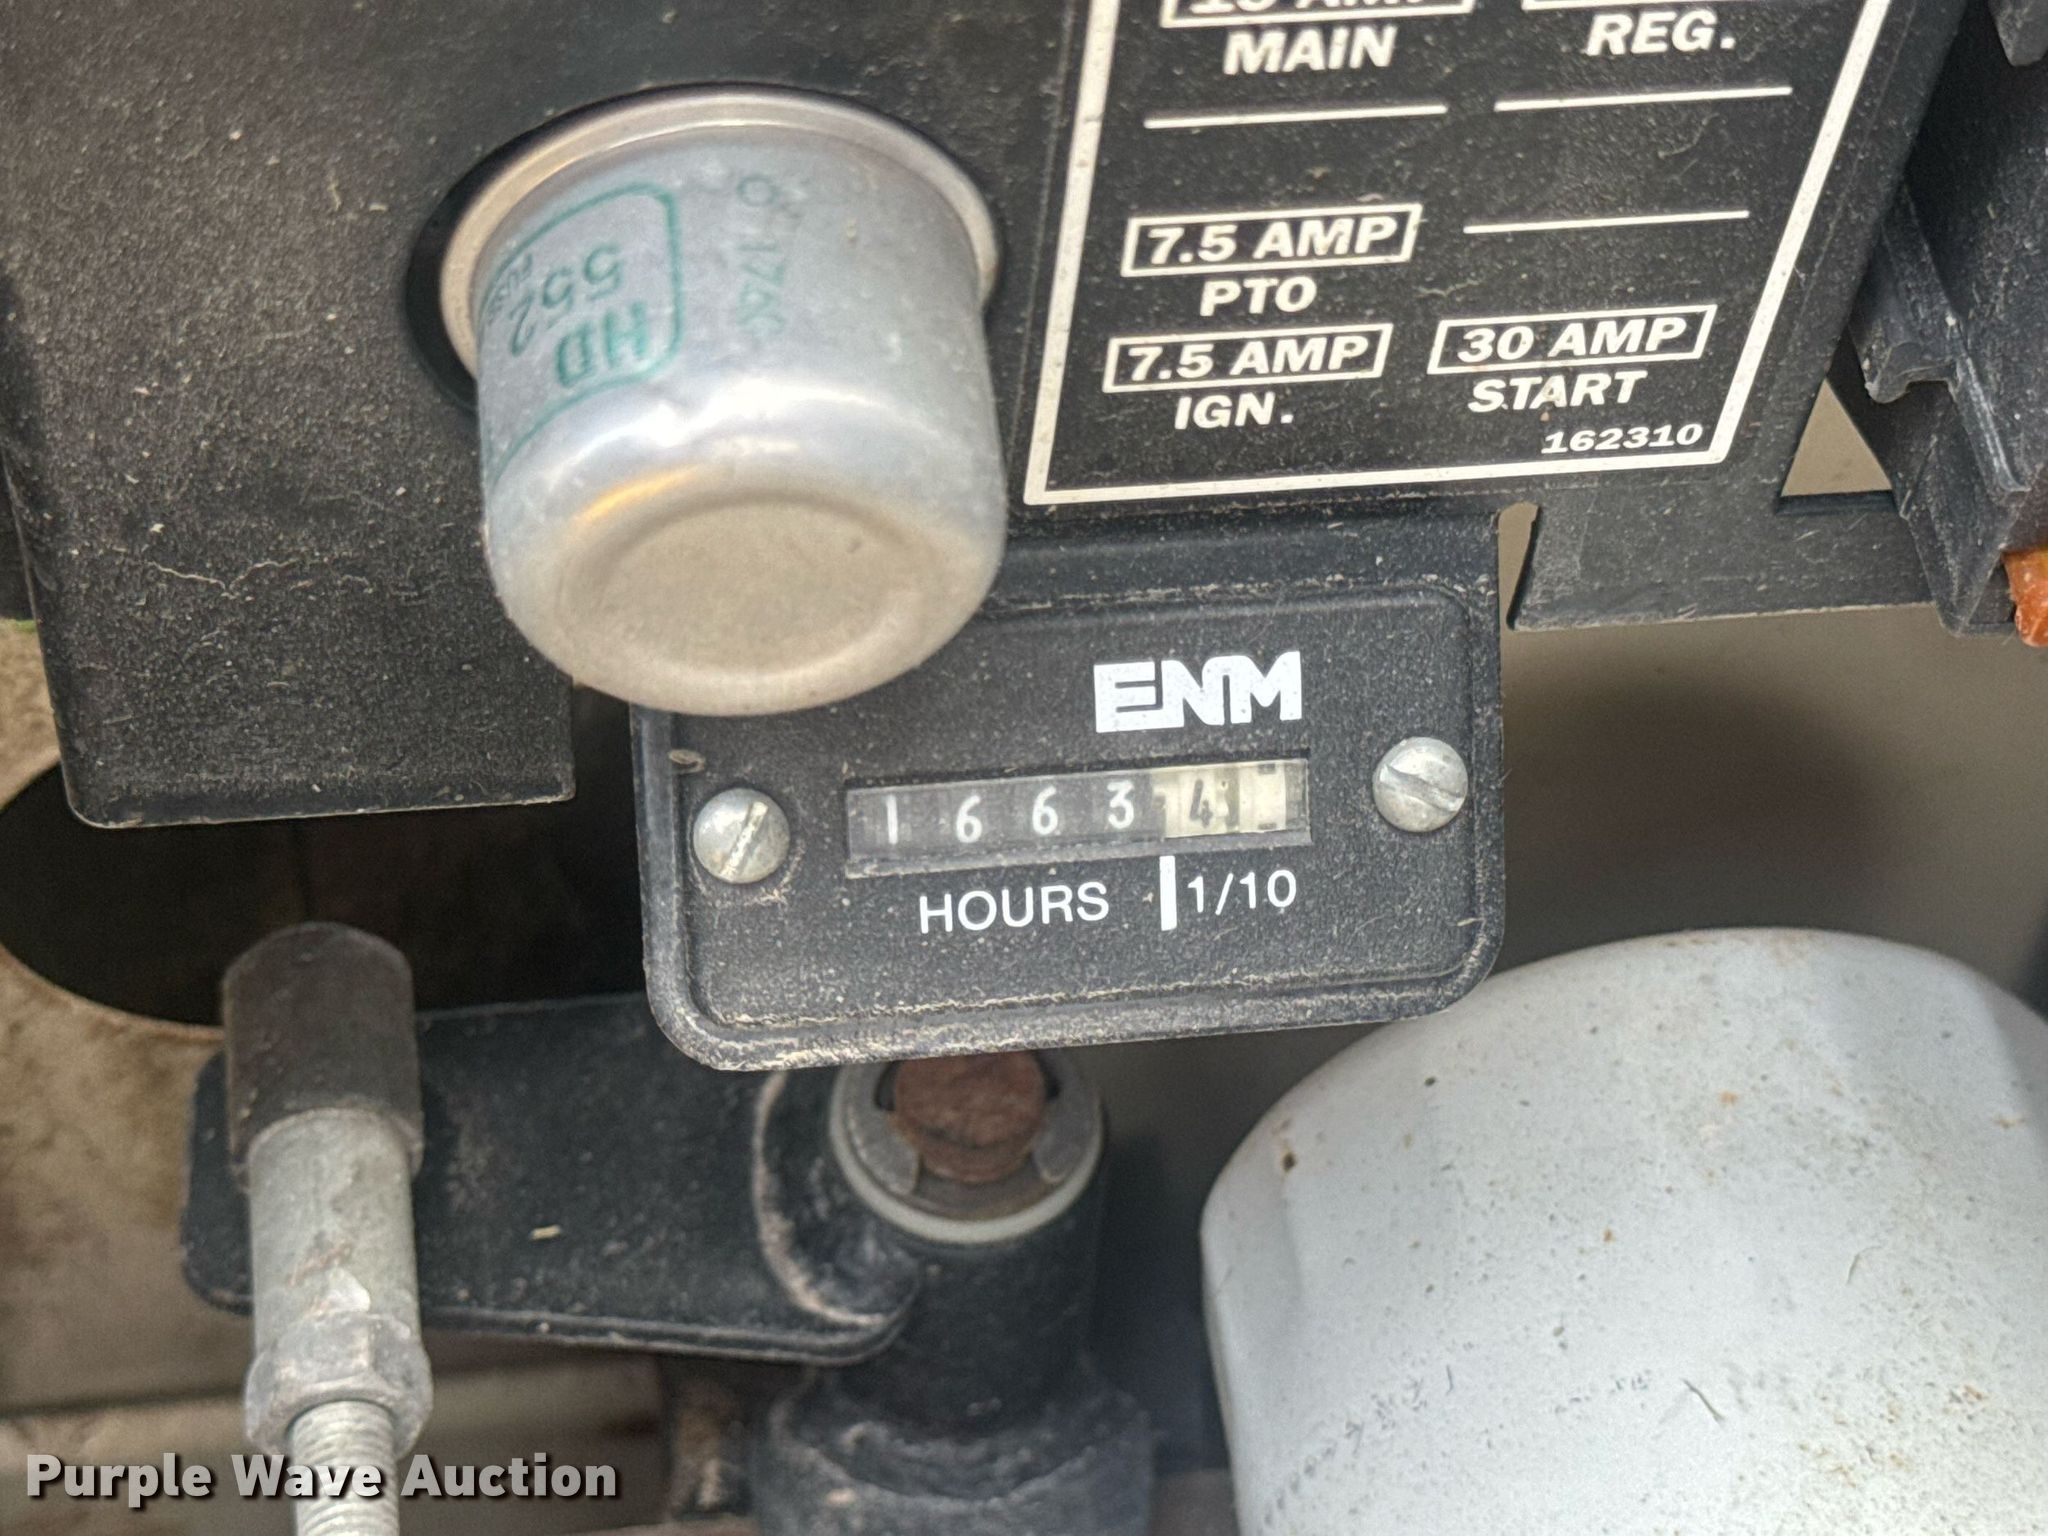 MAIN
REG.
7.5 AMP
PTO
7.5 AMP
IGN.
30 AMP
START
162310
HD
552
ENM
1 6 6 3 4
HOURS 1/10
Purple Wave Auction